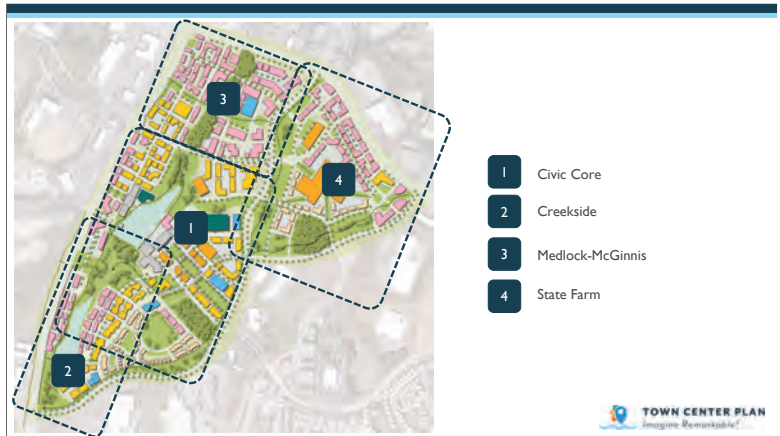 3
4
1
2
1 Civic Core
2 Creekside
3 Medlock-McGinnis
4 State Farm
TOWN CENTER PLAN
Imagine Remarkable!